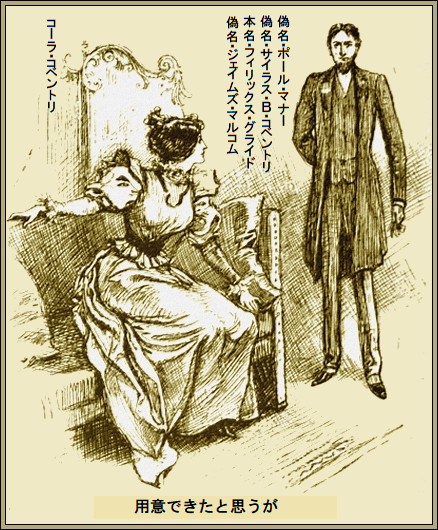 偽名・ポール・マナー
偽名・サイラス・B・コベントリ
本名・フィリックス・グライド
偽名・ジェイムズ・マルコム
コーラ・コベントリ
用意できたと思うが